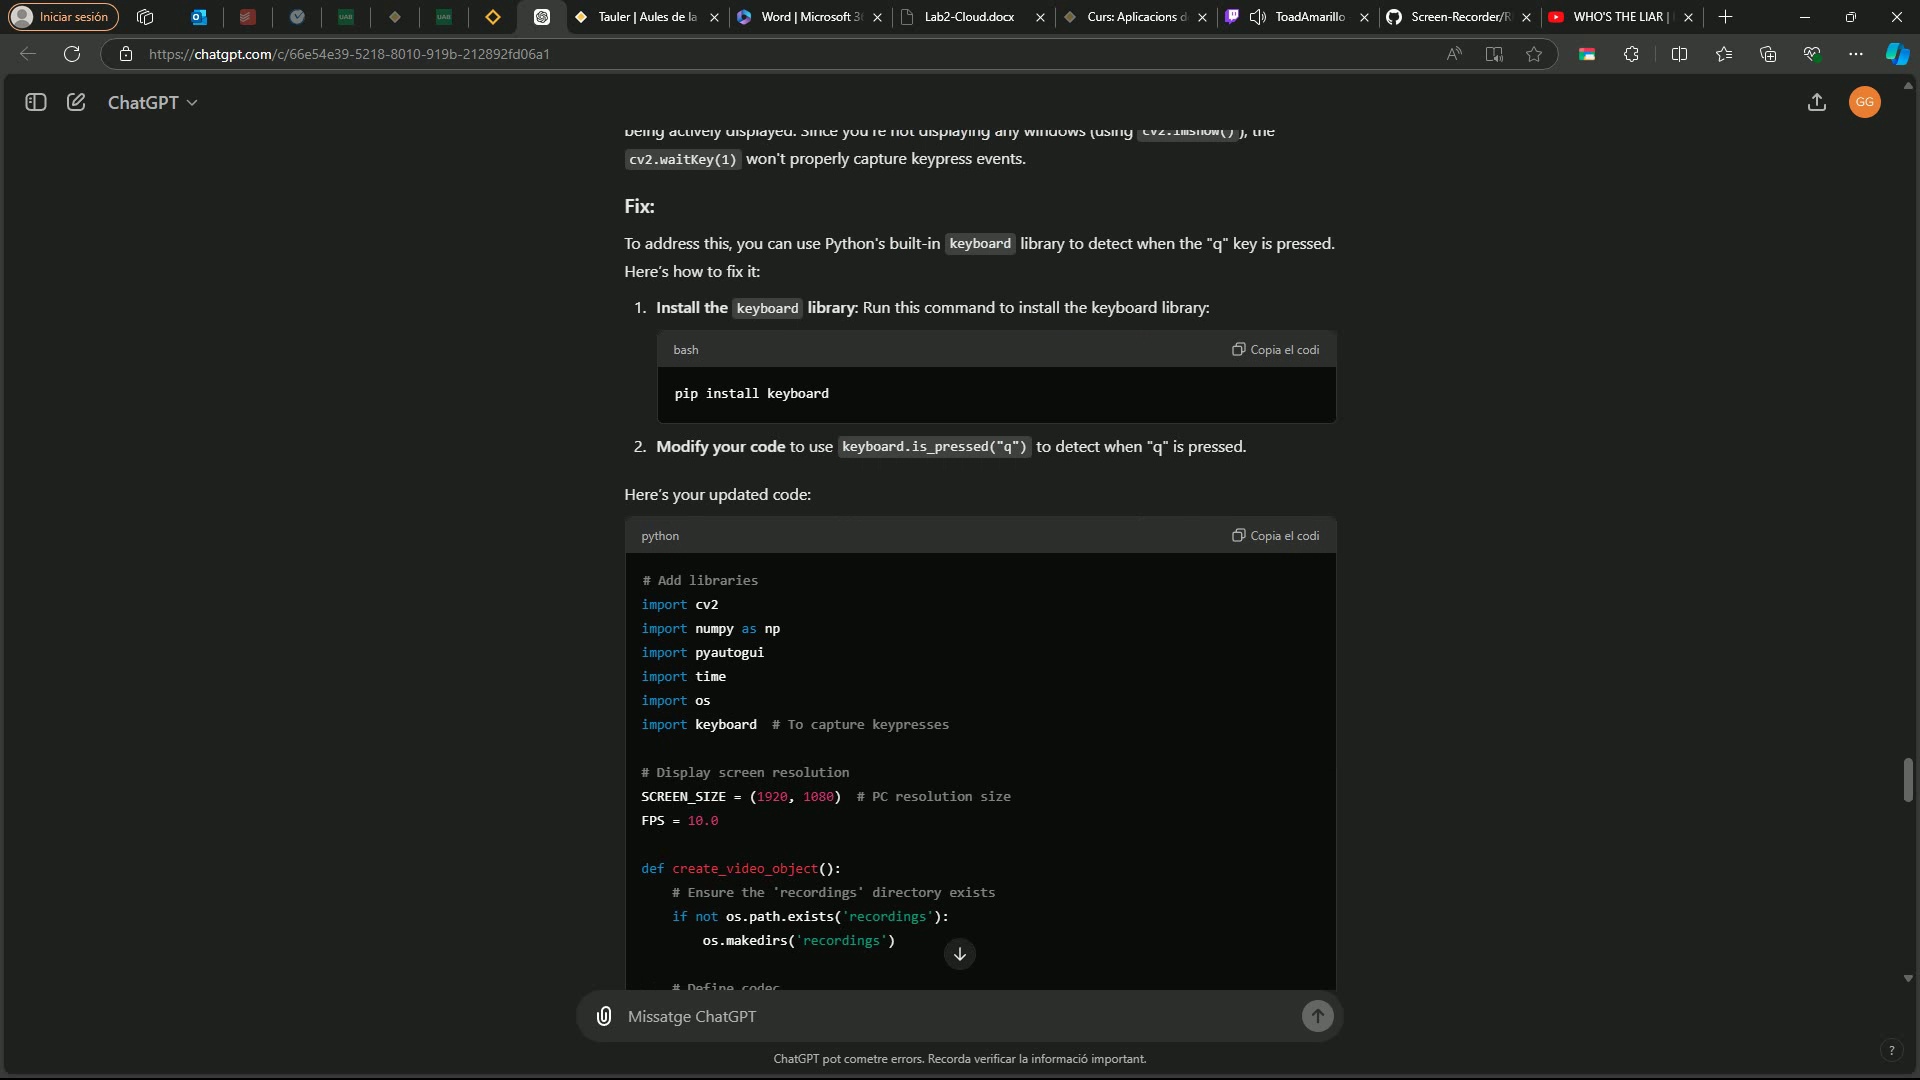 Iniciar sesión
Tauler | Aules de la
Word | Microsoft 36
Lab2-Cloud.docx
Curs: Aplicacions d
ToadAmarillo
Screen-Recorder/R
WHO'S THE LIAR |
https://chatgpt.com/c/66e54e39-5218-8010-919b-212892fd06a1
ChatGPT
GG
being actively displayed. Since you're not displaying any windows (using cv2.imshow() ), the
cv2.waitKey(1) won't properly capture keypress events.
Fix:
To address this, you can use Python's built-in keyboard library to detect when the "q" key is pressed.
Here's how to fix it:
1. Install the keyboard library: Run this command to install the keyboard library:
bash
Copia el codi
pip install keyboard
2. Modify your code to use keyboard.is_pressed("q") to detect when "q" is pressed.
Here's your updated code:
python
Copia el codi
# Add libraries
import cv2
import numpy as np
import pyautogui
import time
import os
import keyboard  # To capture keypresses
# Display screen resolution
SCREEN_SIZE = (1920, 1080)  # PC resolution size
FPS = 10.0
def create_video_object():
# Ensure the 'recordings' directory exists
if not os.path.exists('recordings'):
os.makedirs('recordings')
# Define codec
Missatge ChatGPT
ChatGPT pot cometre errors. Recorda verificar la informació important.
?